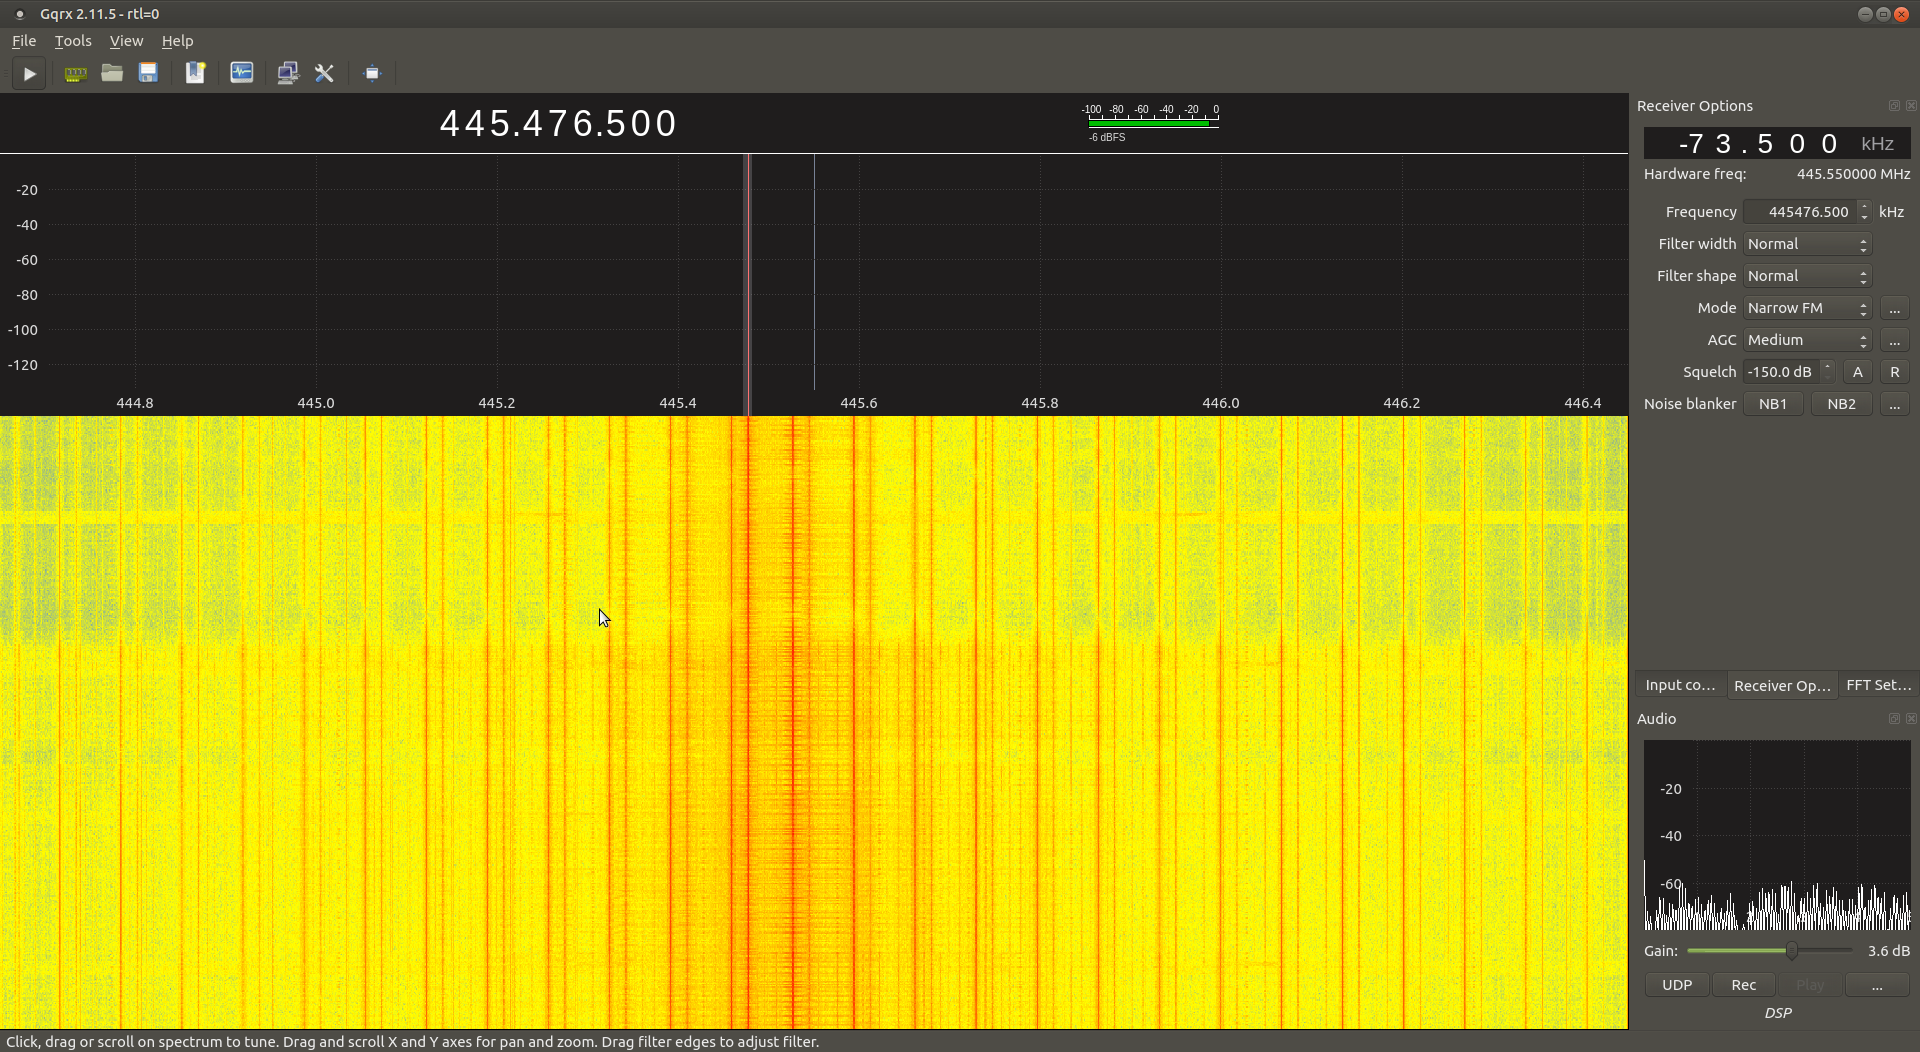 Gqrx 2.11.5 - rtl=0
File Tools View Help
445.476.500
-100 -80 -60 -40 -20 0
-6 dBFS
-20
-40
-60
-80
-100
-120
444.8 445.0 445.2 445.4 445.6 445.8 446.0 446.2 446.4
Receiver Options
-73.500 kHz
Hardware freq: 445.550000 MHz
Frequency 445476.500 kHz
Filter width Normal
Filter shape Normal
Mode Narrow FM ...
AGC Medium ...
Squelch -150.0 dB A R
Noise blanker NB1 NB2 ...
Input co... Receiver Op... FFT Set...
Audio
-20
-40
-60
Gain: 3.6 dB
UDP Rec Play ...
DSP
Click, drag or scroll on spectrum to tune. Drag and scroll X and Y axes for pan and zoom. Drag filter edges to adjust filter.